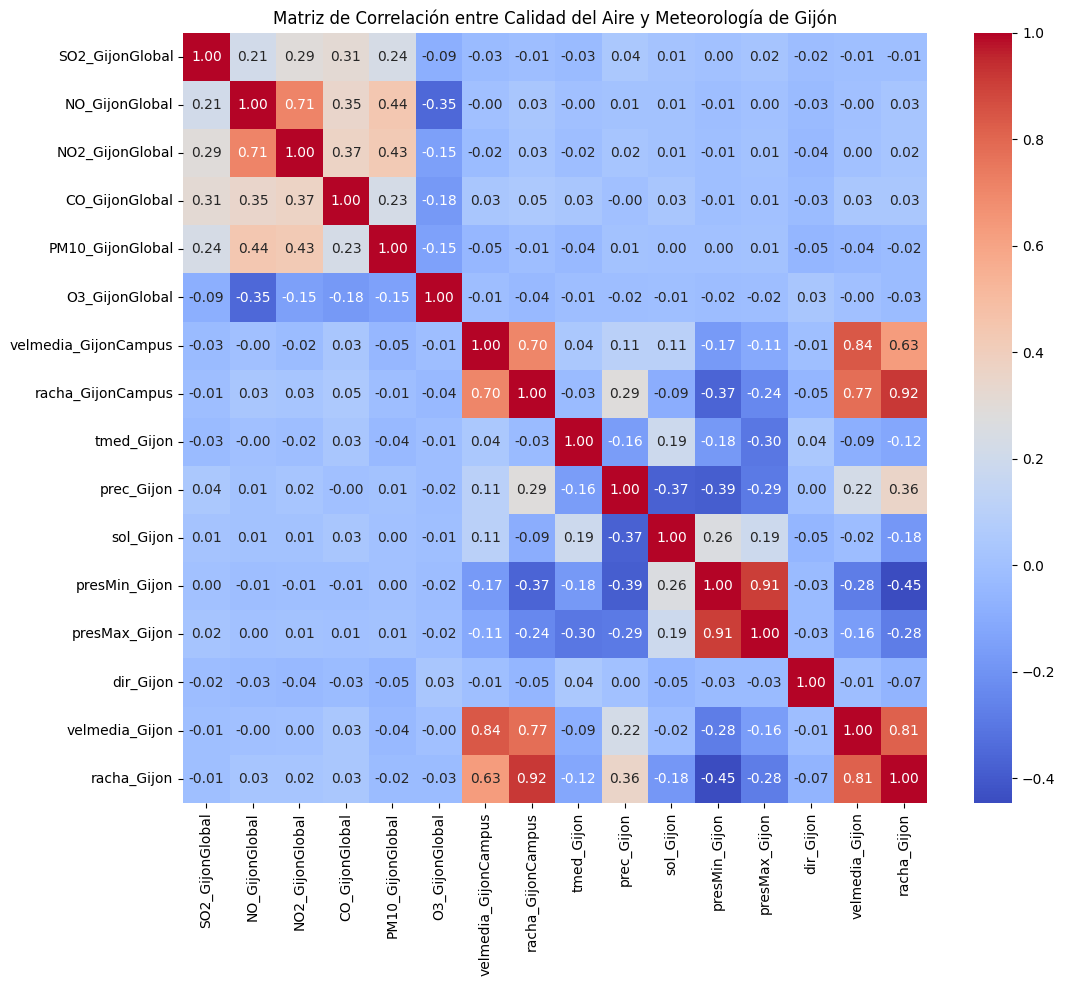 Matriz de Correlación entre Calidad del Aire y Meteorología de Gijón
SO2_GijonGlobal 1.00 0.21 0.29 0.31 0.24 -0.09 -0.03 -0.01 -0.03 0.04 0.01 0.00 0.02 -0.02 -0.01 -0.01
NO_GijonGlobal 0.21 1.00 0.71 0.35 0.44 -0.35 -0.00 0.03 -0.00 0.01 0.01 -0.01 0.00 -0.03 -0.00 0.03
NO2_GijonGlobal 0.29 0.71 1.00 0.37 0.43 -0.15 -0.02 0.03 -0.02 0.02 0.01 -0.01 0.01 -0.04 0.00 0.02
CO_GijonGlobal 0.31 0.35 0.37 1.00 0.23 -0.18 0.03 0.05 0.03 -0.00 0.03 -0.01 0.01 -0.03 0.03 0.03
PM10_GijonGlobal 0.24 0.44 0.43 0.23 1.00 -0.15 -0.05 -0.01 -0.04 0.01 0.00 0.00 0.01 -0.05 -0.04 -0.02
O3_GijonGlobal -0.09 -0.35 -0.15 -0.18 -0.15 1.00 -0.01 -0.04 -0.01 -0.02 -0.01 -0.02 -0.02 0.03 -0.00 -0.03
velmedia_GijonCampus -0.03 -0.00 -0.02 0.03 -0.05 -0.01 1.00 0.70 0.04 0.11 0.11 -0.17 -0.11 -0.01 0.84 0.63
racha_GijonCampus -0.01 0.03 0.03 0.05 -0.01 -0.04 0.70 1.00 -0.03 0.29 -0.09 -0.37 -0.24 -0.05 0.77 0.92
tmed_Gijon -0.03 -0.00 -0.02 0.03 -0.04 -0.01 0.04 -0.03 1.00 -0.16 0.19 -0.18 -0.30 0.04 -0.09 -0.12
prec_Gijon 0.04 0.01 0.02 -0.00 0.01 -0.02 0.11 0.29 -0.16 1.00 -0.37 -0.39 -0.29 0.00 0.22 0.36
sol_Gijon 0.01 0.01 0.01 0.03 0.00 -0.01 0.11 -0.09 0.19 -0.37 1.00 0.26 0.19 -0.05 -0.02 -0.18
presMin_Gijon 0.00 -0.01 -0.01 -0.01 0.00 -0.02 -0.17 -0.37 -0.18 -0.39 0.26 1.00 0.91 -0.03 -0.28 -0.45
presMax_Gijon 0.02 0.00 0.01 0.01 0.01 -0.02 -0.11 -0.24 -0.30 -0.29 0.19 0.91 1.00 -0.03 -0.16 -0.28
dir_Gijon -0.02 -0.03 -0.04 -0.03 -0.05 0.03 -0.01 -0.05 0.04 0.00 -0.05 -0.03 -0.03 1.00 -0.01 -0.07
velmedia_Gijon -0.01 -0.00 0.00 0.03 -0.04 -0.00 0.84 0.77 -0.09 0.22 -0.02 -0.28 -0.16 -0.01 1.00 0.81
racha_Gijon -0.01 0.03 0.02 0.03 -0.02 -0.03 0.63 0.92 -0.12 0.36 -0.18 -0.45 -0.28 -0.07 0.81 1.00
SO2_GijonGlobal
NO_GijonGlobal
NO2_GijonGlobal
CO_GijonGlobal
PM10_GijonGlobal
O3_GijonGlobal
velmedia_GijonCampus
racha_GijonCampus
tmed_Gijon
prec_Gijon
sol_Gijon
presMin_Gijon
presMax_Gijon
dir_Gijon
velmedia_Gijon
racha_Gijon
1.0
0.8
0.6
0.4
0.2
0.0
-0.2
-0.4